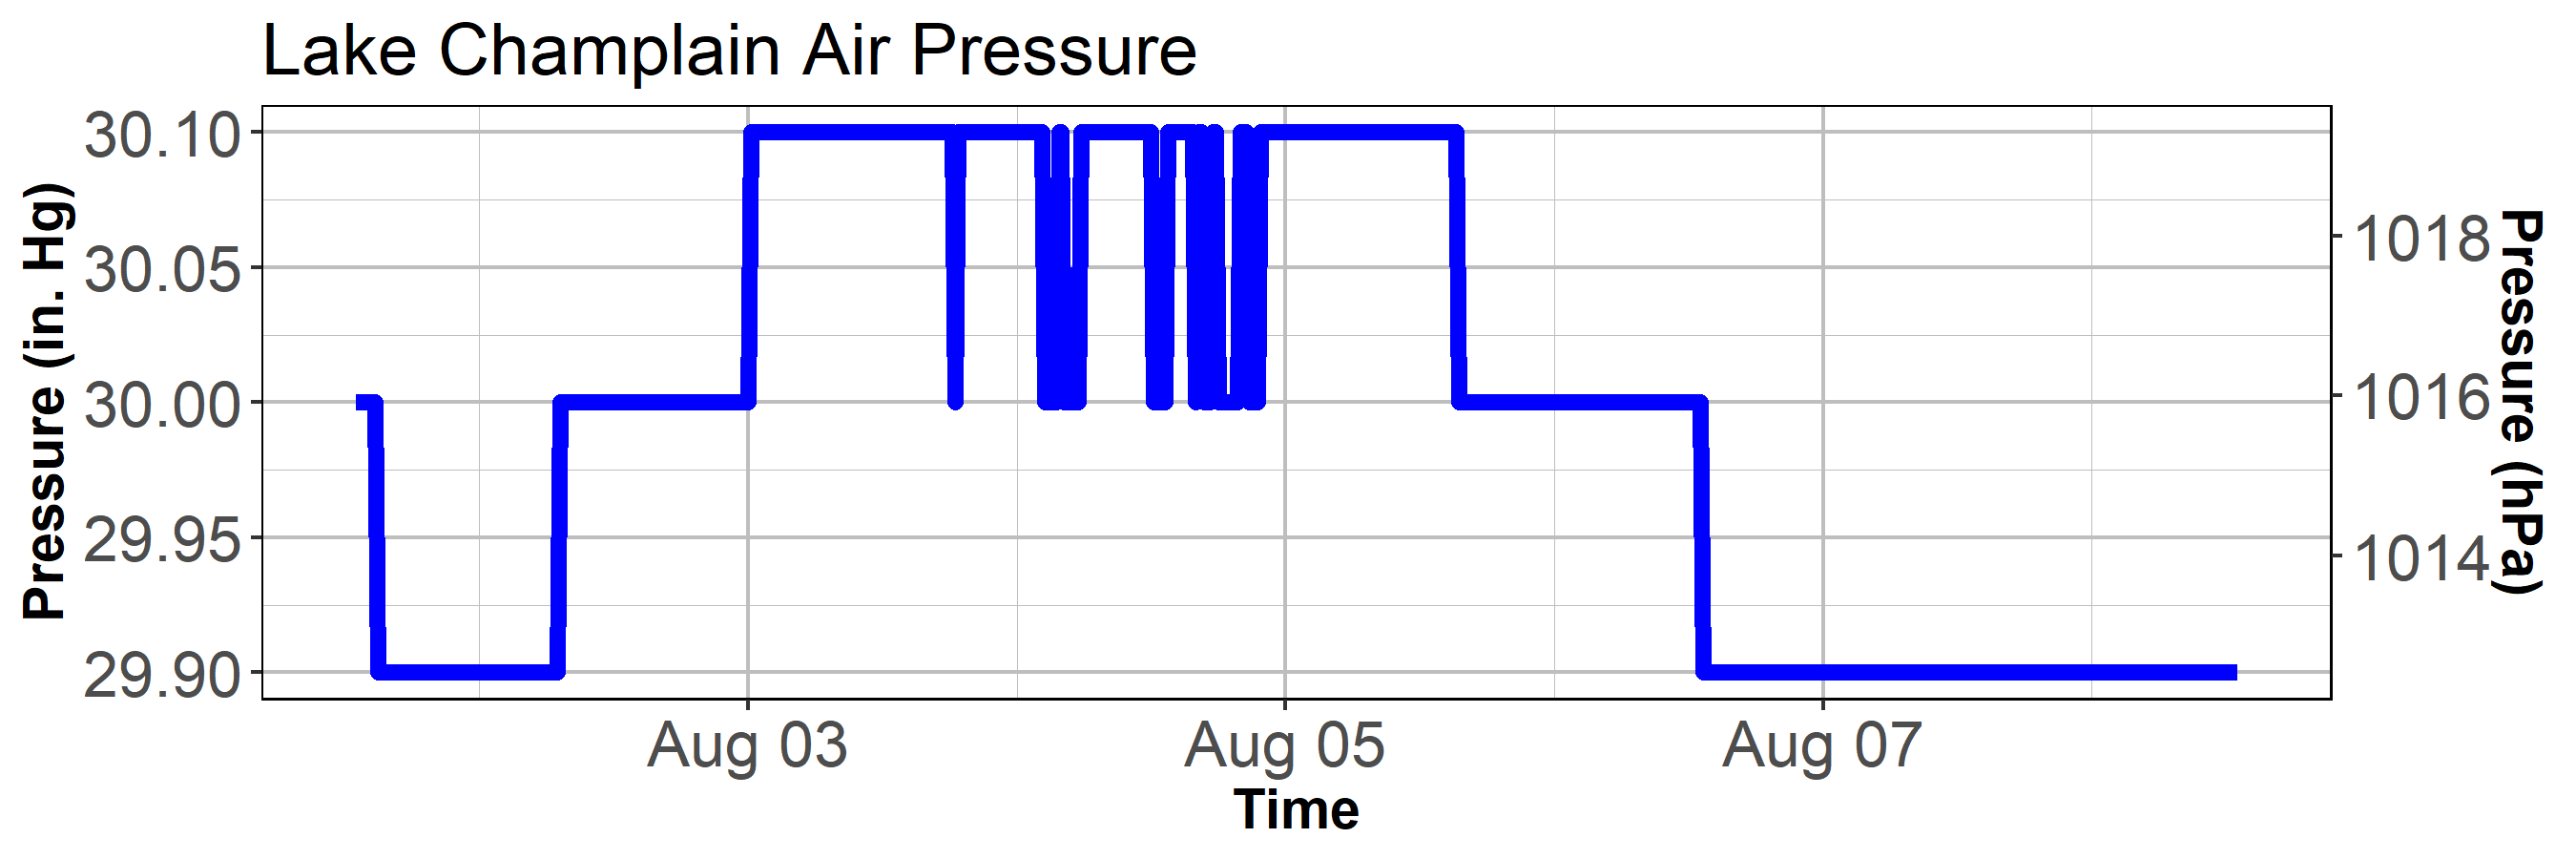 Lake Champlain Air Pressure
Pressure (in. Hg)
30.10
30.05
30.00
29.95
29.90
1018
1016
1014
Pressure (hPa)
Aug 03 Aug 05 Aug 07
Time